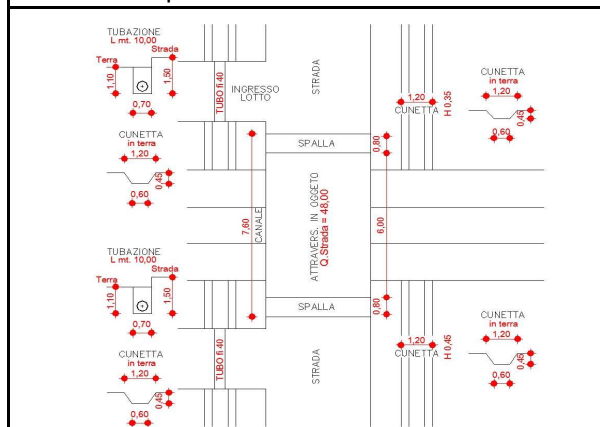 TUBAZIONE
L mt. 10,00
Terra
Strada
1,10
1,50
0,70
CUNETTA
in terra
1,20
0,45
0,60
TUBAZIONE
L mt. 10,00
Terra
Strada
1,10
1,50
0,70
CUNETTA
in terra
1,20
0,45
0,60
TUBO fi 40
INGRESSO
LOTTO
STRADA
SPALLA
0,80
7,60
CANALE
ATTRAVERS. IN OGGETO
Q.Strada = 48,00
6,00
SPALLA
0,80
TUBO fi 40
STRADA
1,20
CUNETTA
H 0,35
CUNETTA
in terra
1,20
0,45
0,60
1,20
CUNETTA
H 0,45
CUNETTA
in terra
1,20
0,45
0,60